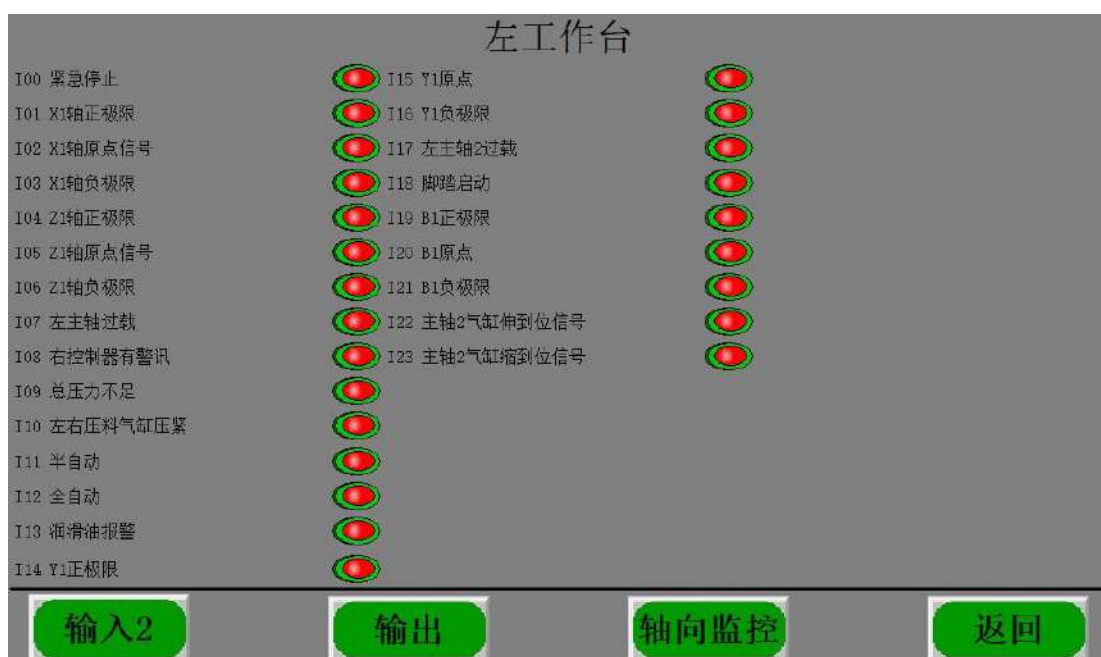 左工作台
I00 紧急停止
I01 X1轴正极限
I02 X1轴原点信号
I03 X1轴负极限
I04 Z1轴正极限
I05 Z1轴原点信号
I06 Z1轴负极限
I07 左主轴过载
I08 右控制器有警讯
I09 总压力不足
I10 左右压料气缸压紧
I11 半自动
I12 全自动
I13 润滑油报警
I14 Y1正极限
I15 Y1原点
I16 Y1负极限
I17 左主轴2过载
I18 脚踏启动
I19 B1正极限
I20 B1原点
I21 B1负极限
I22 主轴2气缸伸到位信号
I23 主轴2气缸缩到位信号
输入2
输出
轴向监控
返回